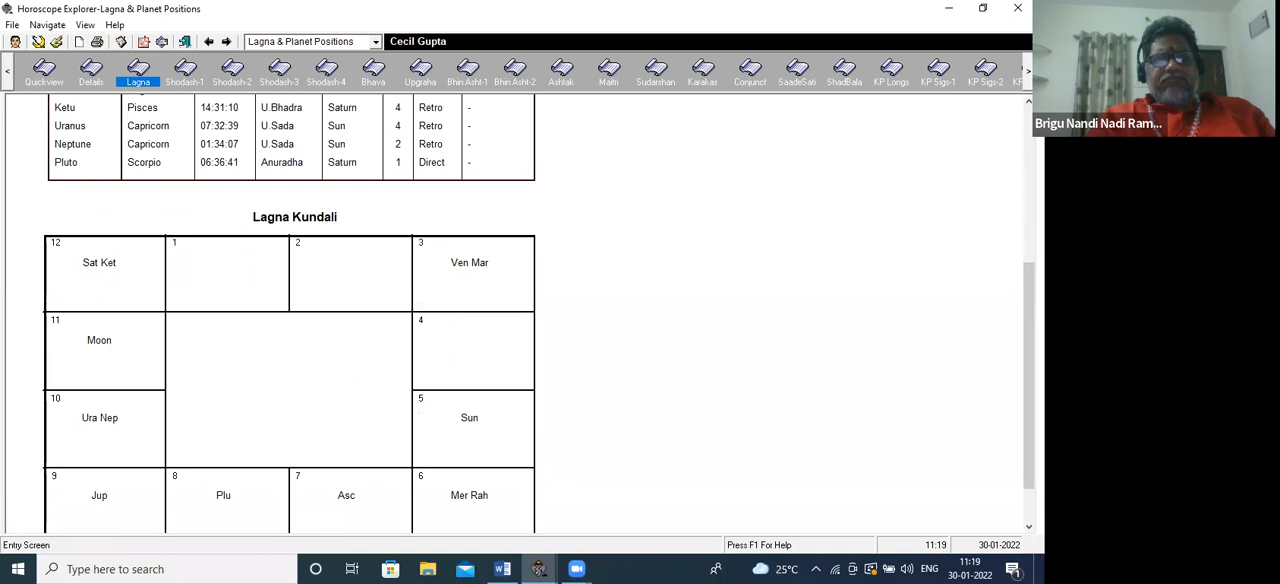 Horoscope Explorer-Lagna & Planet Positions
File Navigate View Help
Lagna & Planet Positions Cecil Gupta
< Quickview Details Lagna Shodash-1 Shodash-2 Shodash-3 Shodash-4 Bhava Upgraha Bhin Asht-1 Bhin Asht-2 Ashtak Maitri Sudarshan Karakas Conjunct SaadeSati ShadBala KP Longs KP Sigs-1 KP Sigs-2 KF >
Ketu Pisces 14:31:10 U.Bhadra Saturn 4 Retro -
Uranus Capricorn 07:32:39 U.Sada Sun 4 Retro -
Neptune Capricorn 01:34:07 U.Sada Sun 2 Retro -
Pluto Scorpio 06:36:41 Anuradha Saturn 1 Direct -
Lagna Kundali
12 1 2 3
Sat Ket Ven Mar
11 4
Moon
10 5
Ura Nep Sun
9 8 7 6
Jup Plu Asc Mer Rah
Entry Screen Press F1 For Help 11:19 30-01-2022
Type here to search 25°C ENG 11:19
30-01-2022
Brigu Nandi Nadi Ram...